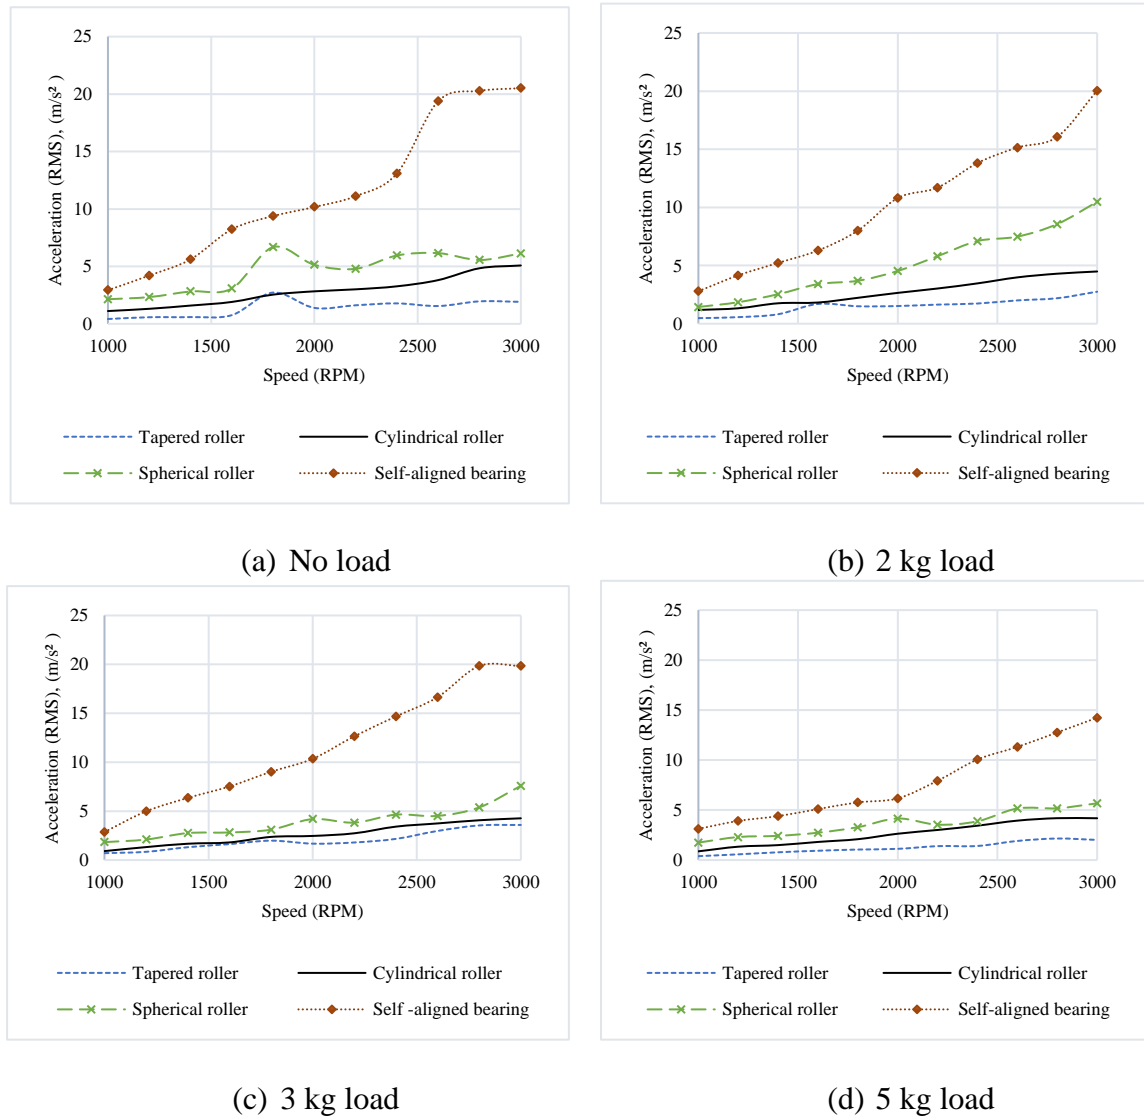 25
20
15
10
5
0
1000 1500 2000 2500 3000
Acceleration (RMS), (m/s² )
Speed (RPM)
Tapered roller Cylindrical roller
Spherical roller Self-aligned bearing
(a) No load
25
20
15
10
5
0
1000 1500 2000 2500 3000
Acceleration (RMS), (m/s² )
Speed (RPM)
Tapered roller Cylindrical roller
Spherical roller Self-aligned bearing
(b) 2 kg load
25
20
15
10
5
0
1000 1500 2000 2500 3000
Acceleration (RMS), (m/s² )
Speed (RPM)
Tapered roller Cylindrical roller
Spherical roller Self -aligned bearing
(c) 3 kg load
25
20
15
10
5
0
1000 1500 2000 2500 3000
Acceleration (RMS), (m/s² )
Speed (RPM)
Tapered roller Cylindrical roller
Spherical roller Self-aligned bearing
(d) 5 kg load